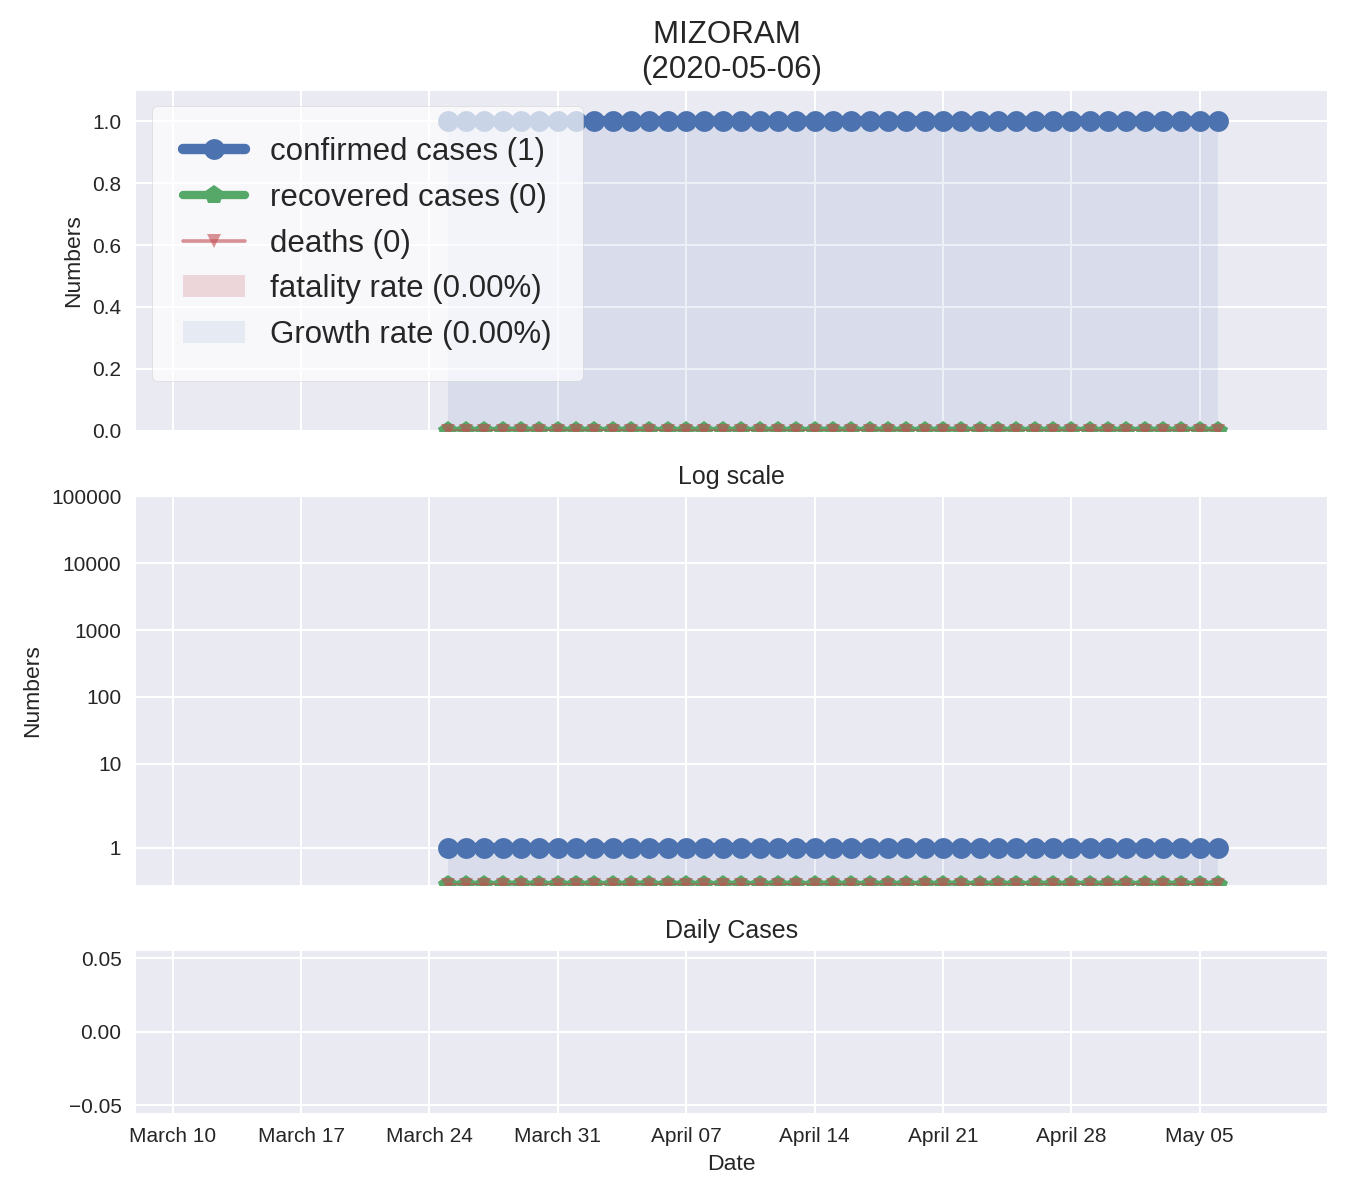 MIZORAM
(2020-05-06)
1.0
0.8
0.6
0.4
0.2
0.0
Numbers
confirmed cases (1)
recovered cases (0)
deaths (0)
fatality rate (0.00%)
Growth rate (0.00%)
Log scale
100000
10000
1000
100
10
1
Numbers
Daily Cases
0.05
0.00
−0.05
March 10 March 17 March 24 March 31 April 07 April 14 April 21 April 28 May 05
Date